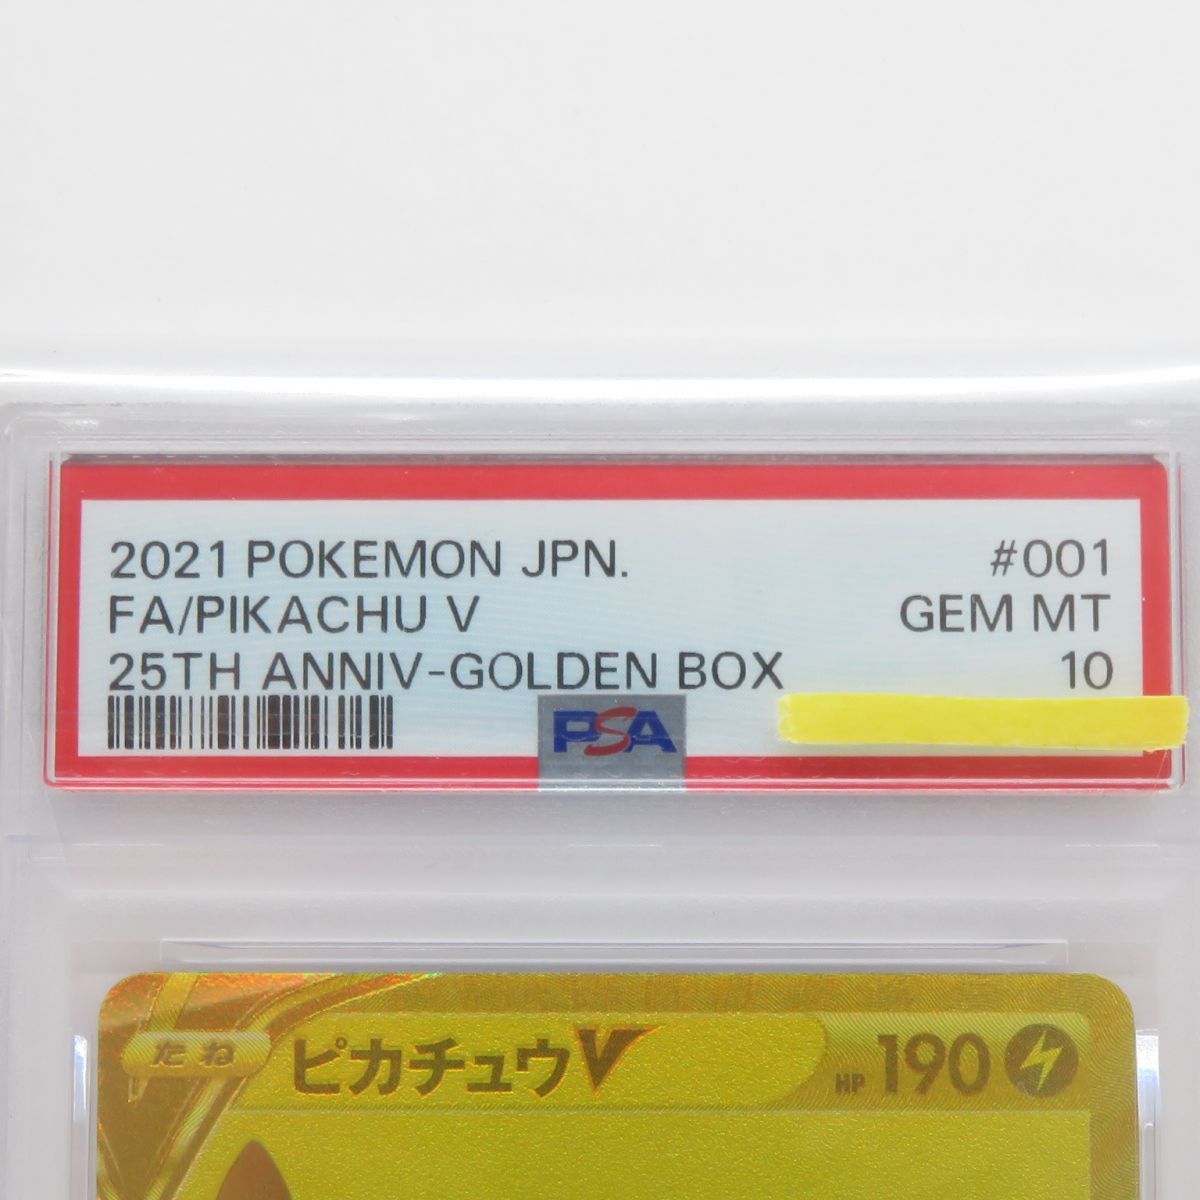 2021 POKEMON JPN. #001
FA/PIKACHU V GEM MT
25TH ANNIV-GOLDEN BOX 10
PSA
たね ピカチュウV HP 190